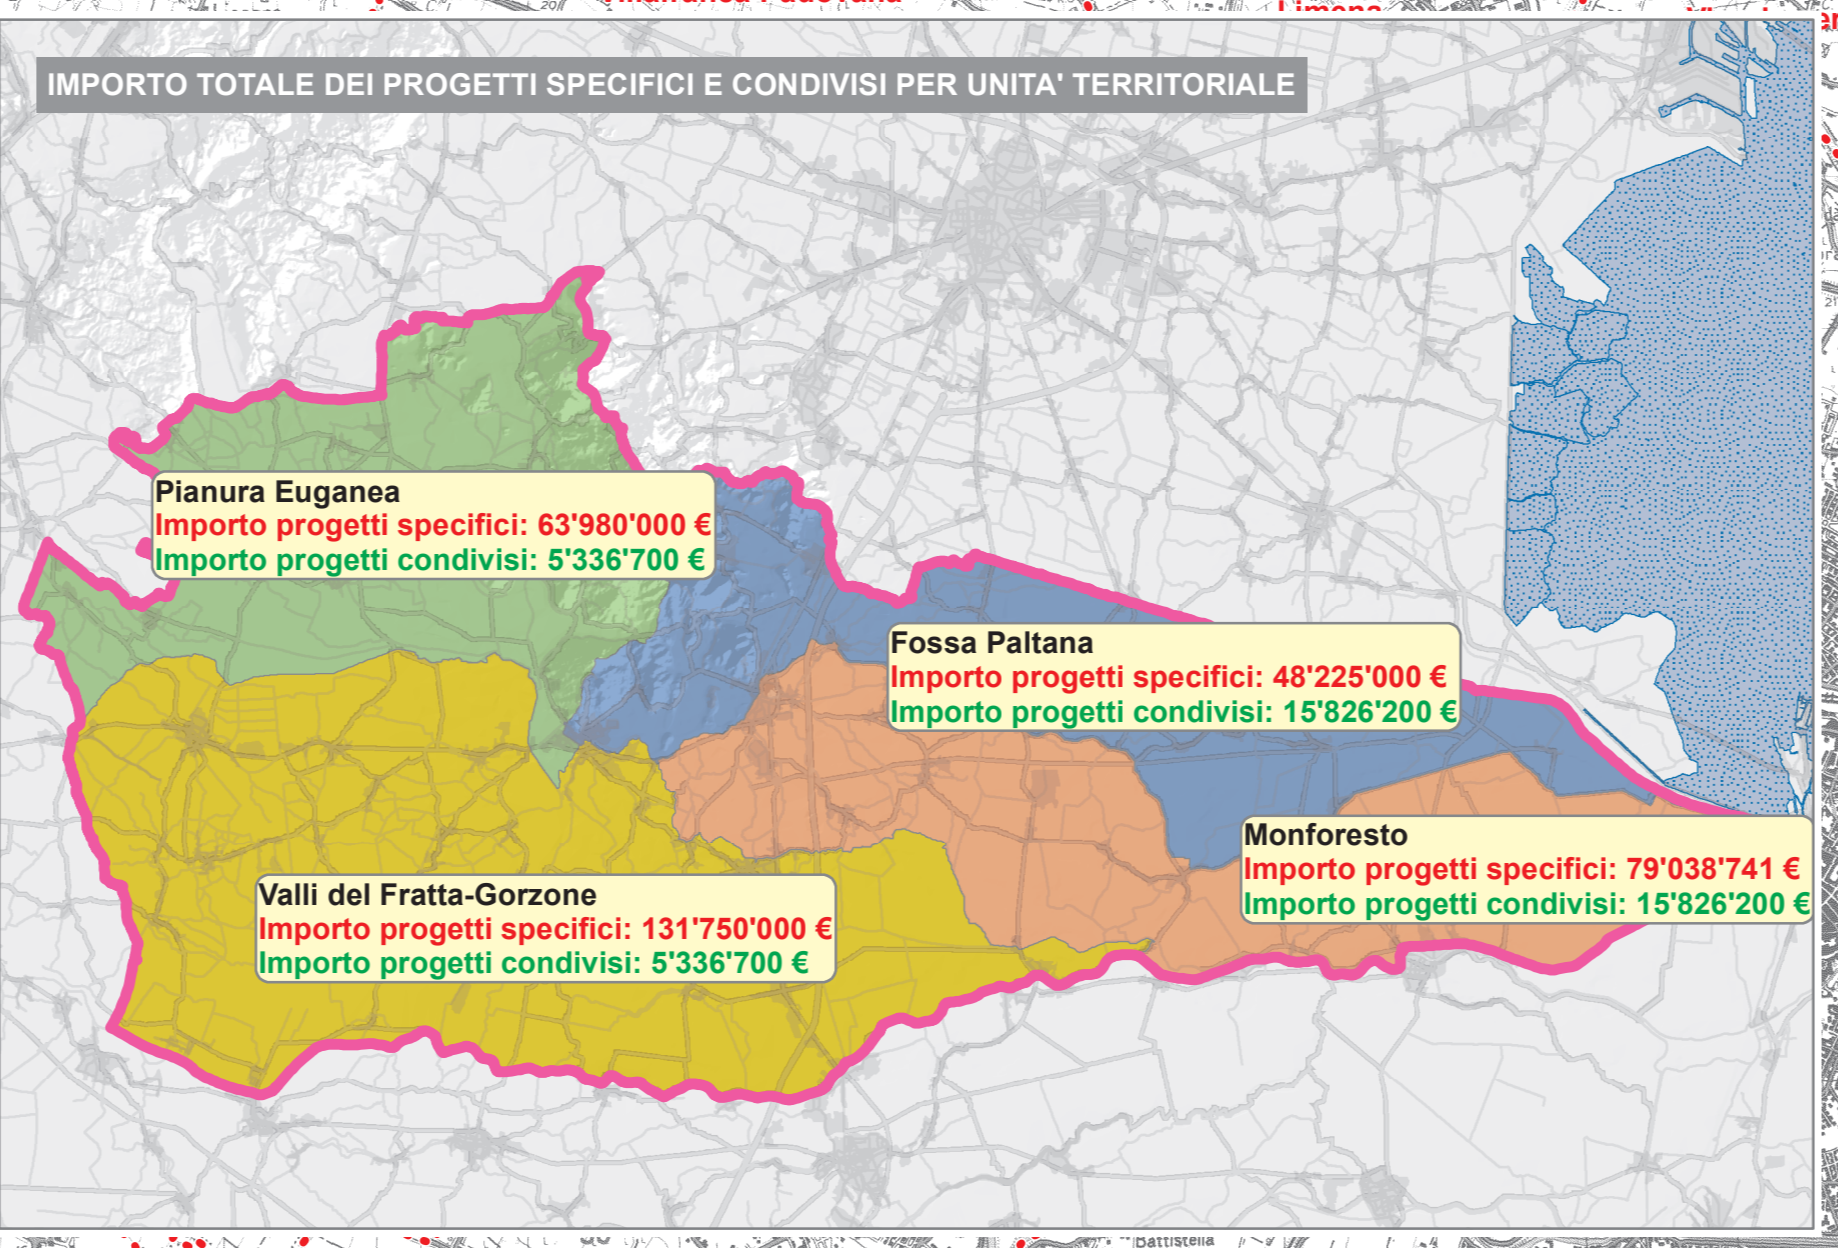 Limena
IMPORTO TOTALE DEI PROGETTI SPECIFICI E CONDIVISI PER UNITA' TERRITORIALE
Pianura Euganea
Importo progetti specifici: 63'980'000 €
Importo progetti condivisi: 5'336'700 €
Fossa Paltana
Importo progetti specifici: 48'225'000 €
Importo progetti condivisi: 15'826'200 €
Monforesto
Importo progetti specifici: 79'038'741 €
Importo progetti condivisi: 15'826'200 €
Valli del Fratta-Gorzone
Importo progetti specifici: 131'750'000 €
Importo progetti condivisi: 5'336'700 €
Battistella